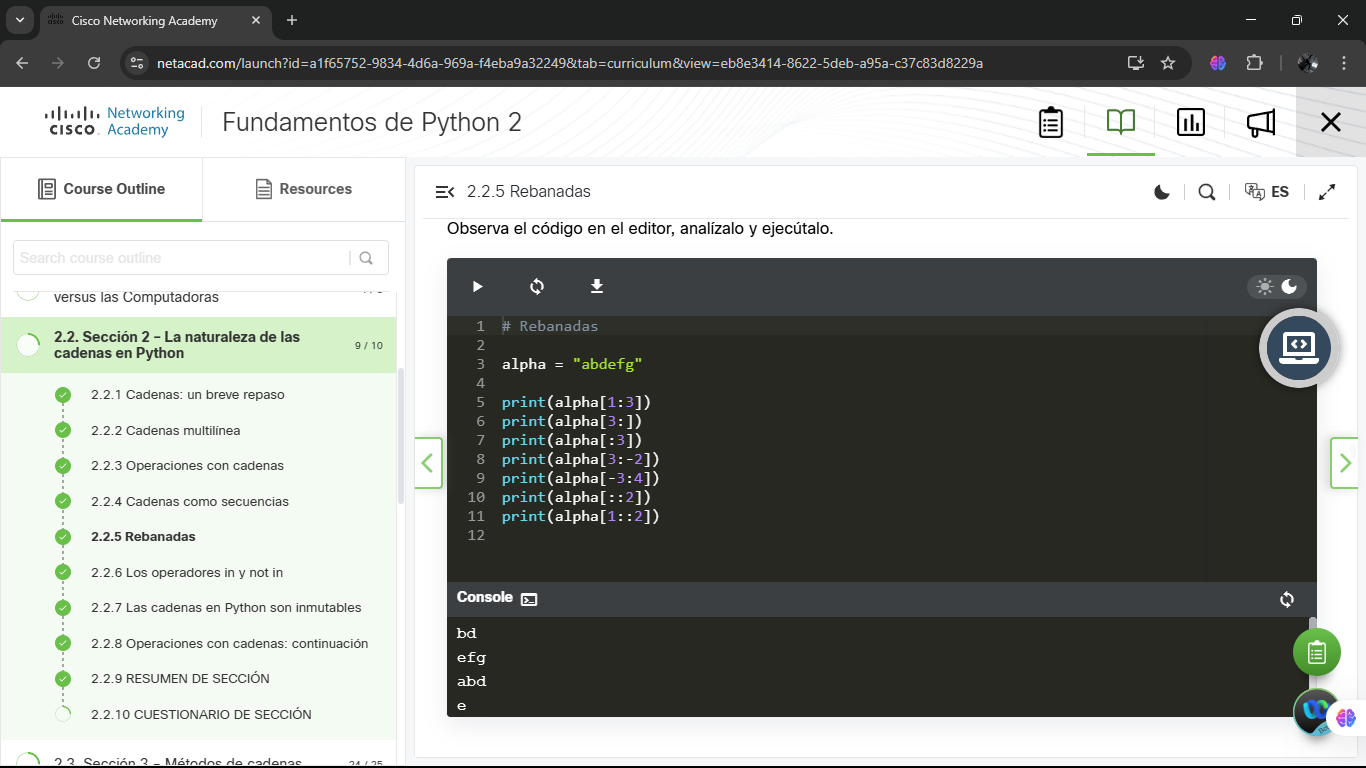 Cisco Networking Academy
netacad.com/launch?id=a1f65752-9834-4d6a-969a-f4eba9a32249&tab=curriculum&view=eb8e3414-8622-5deb-a95a-c37c83d8229a
CISCO Networking Academy
Fundamentos de Python 2
Course Outline
Resources
Search course outline
versus las Computadoras
2.2. Sección 2 – La naturaleza de las cadenas en Python
9 / 10
2.2.1 Cadenas: un breve repaso
2.2.2 Cadenas multilínea
2.2.3 Operaciones con cadenas
2.2.4 Cadenas como secuencias
2.2.5 Rebanadas
2.2.6 Los operadores in y not in
2.2.7 Las cadenas en Python son inmutables
2.2.8 Operaciones con cadenas: continuación
2.2.9 RESUMEN DE SECCIÓN
2.2.10 CUESTIONARIO DE SECCIÓN
2.3. Sección 3 – Métodos de cadenas
24 / 25
2.2.5 Rebanadas
ES
Observa el código en el editor, analízalo y ejecútalo.
1 # Rebanadas
2
3 alpha = "abdefg"
4
5 print(alpha[1:3])
6 print(alpha[3:])
7 print(alpha[:3])
8 print(alpha[3:-2])
9 print(alpha[-3:4])
10 print(alpha[::2])
11 print(alpha[1::2])
12
Console
bd
efg
abd
e